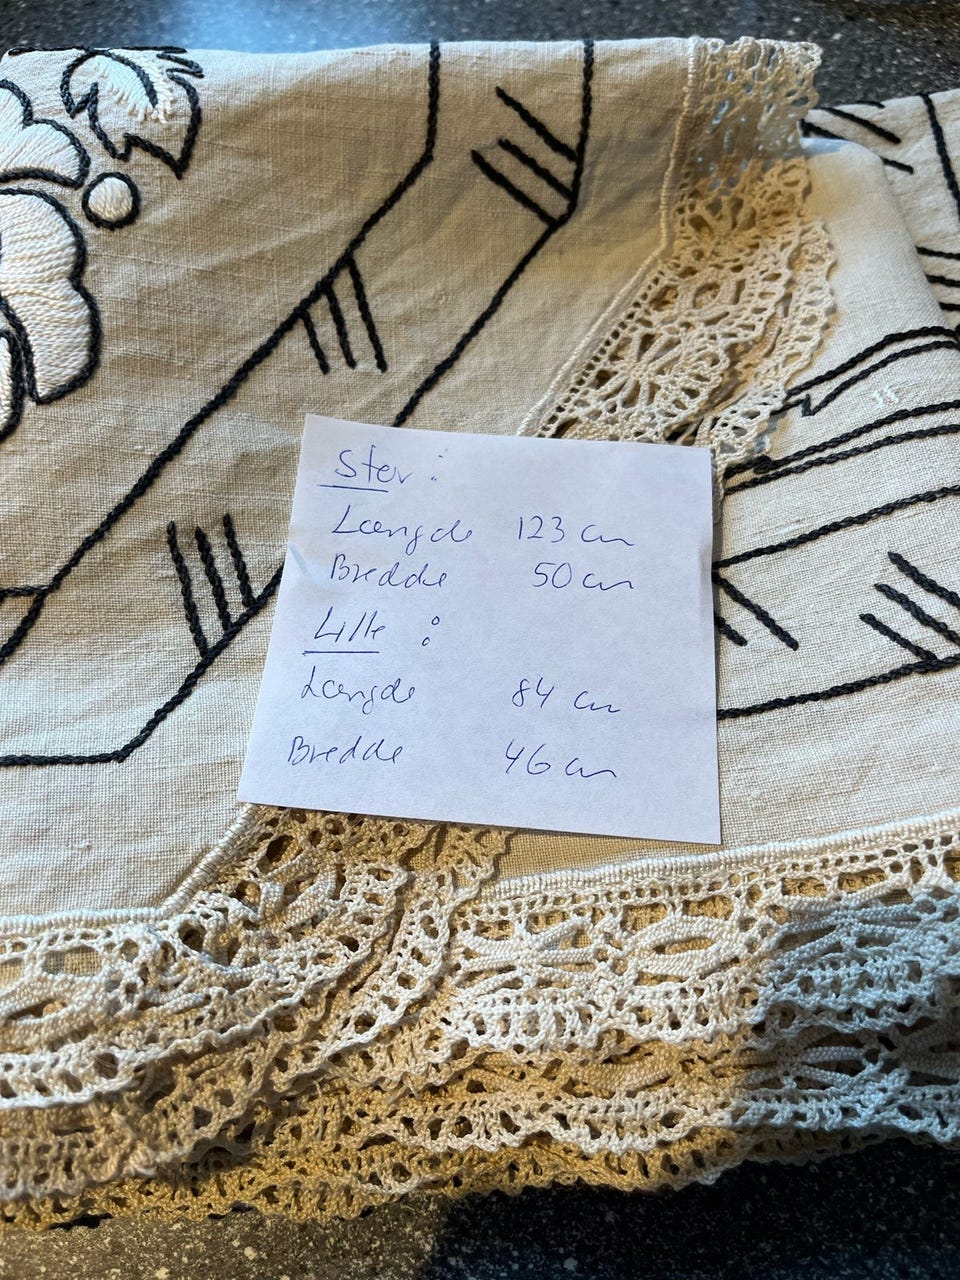 Stor :
Længde 123 cm
Bredde 50 cm
Lille :
Længde 84 cm
Bredde 46 cm